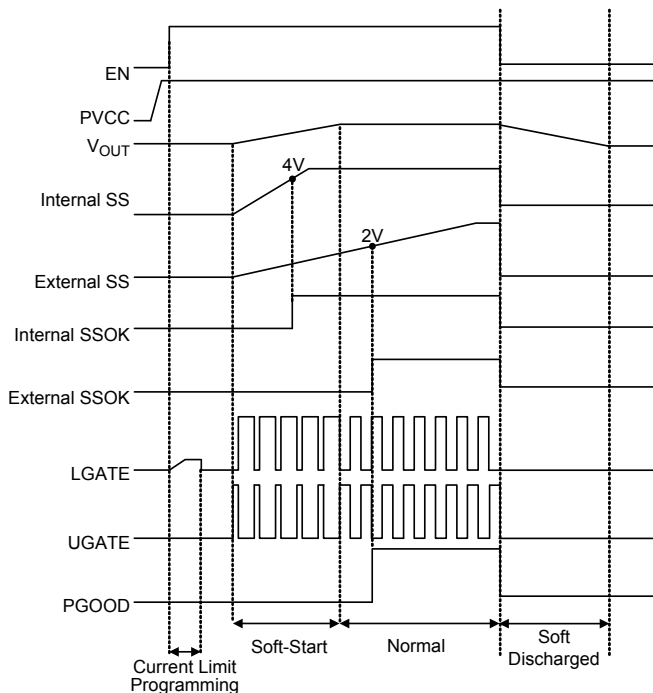 EN
PVCC
VOUT
4V
Internal SS
2V
External SS
Internal SSOK
External SSOK
LGATE
UGATE
PGOOD
Soft-Start
Normal
Soft
Discharged
Current Limit
Programming